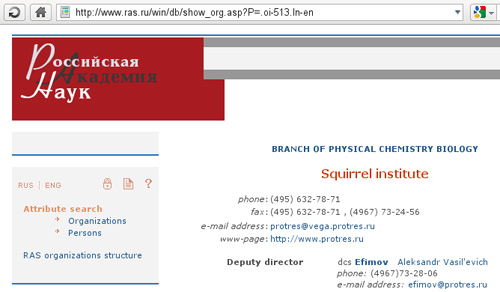 http://www.ras.ru/win/db/show_org.asp?P=.oi-513.ln-en
Российская
Академия
Наук
BRANCH OF PHYSICAL CHEMISTRY BIOLOGY
Squirrel institute
phone: (495) 632-78-71
fax: (495) 632-78-71 , (4967) 73-24-56
e-mail address: protres@vega.protres.ru
www-page: http://www.protres.ru
Deputy director dcs Efimov Aleksandr Vasil'evich
phone: (4967)73-28-06
e-mail address: efimov@protres.ru
RUS | ENG
Attribute search
Organizations
Persons
RAS organizations structure